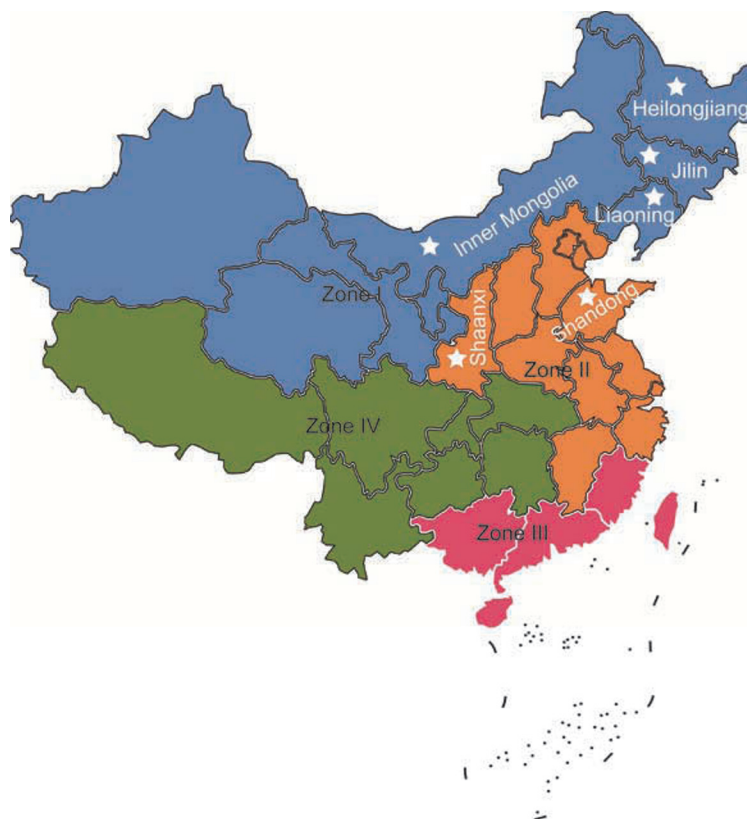 Heilongjiang
Jilin
Liaoning
Inner Mongolia
Zone I
Shaanxi
Shandong
Zone II
Zone IV
Zone III